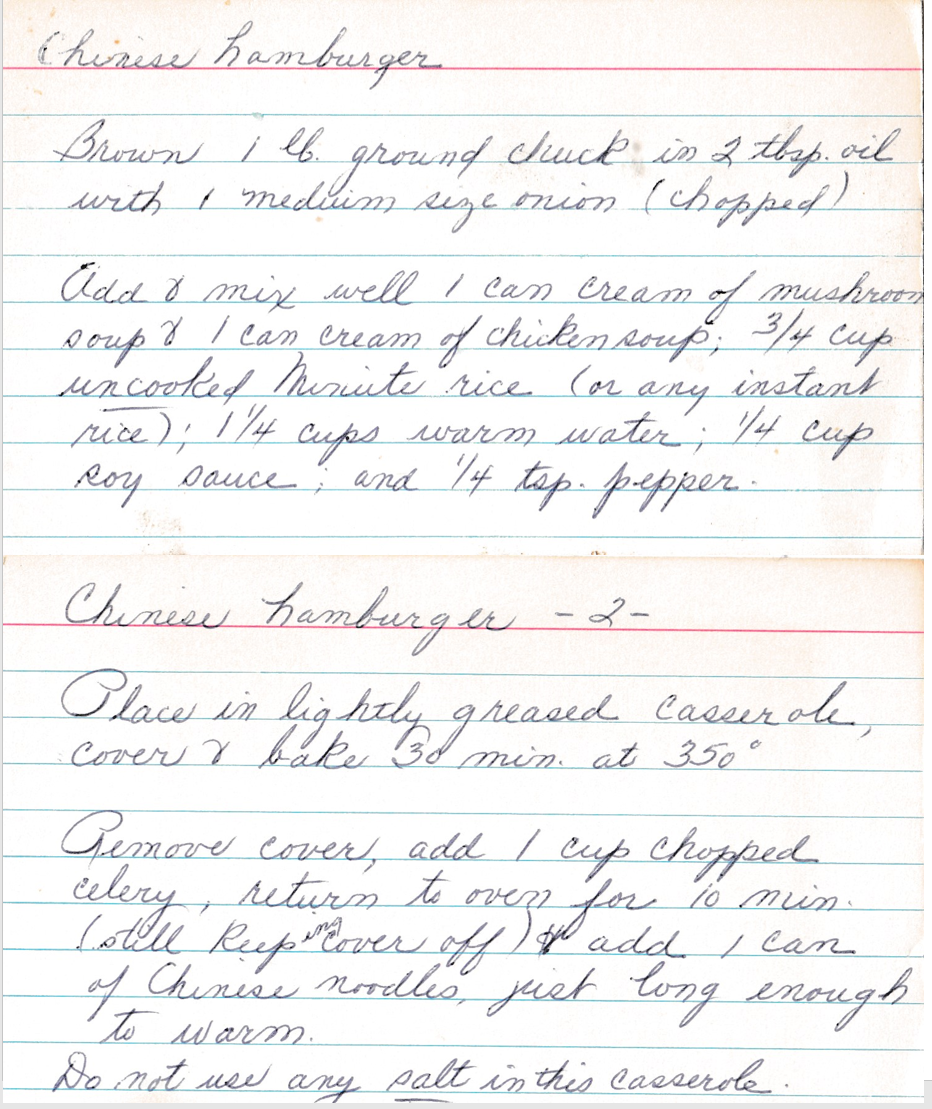 Chinese hamburger
Brown 1 lb. ground chuck in 2 tbsp. oil
with 1 medium size onion (chopped)
Add & mix well 1 can cream of mushroom
soup & 1 can cream of chicken soup; 3/4 cup
uncooked Minute rice (or any instant
rice); 1 1/4 cups warm water; 1/4 cup
soy sauce; and 1/4 tsp. pepper.
Chinese hamburger -2-
Place in lightly greased casserole,
cover & bake 30 min. at 350°
Remove cover, add 1 cup chopped
celery, return to oven for 10 min.
(still keeping cover off) & add 1 can
of Chinese noodles, just long enough
to warm.
Do not use any salt in this casserole.